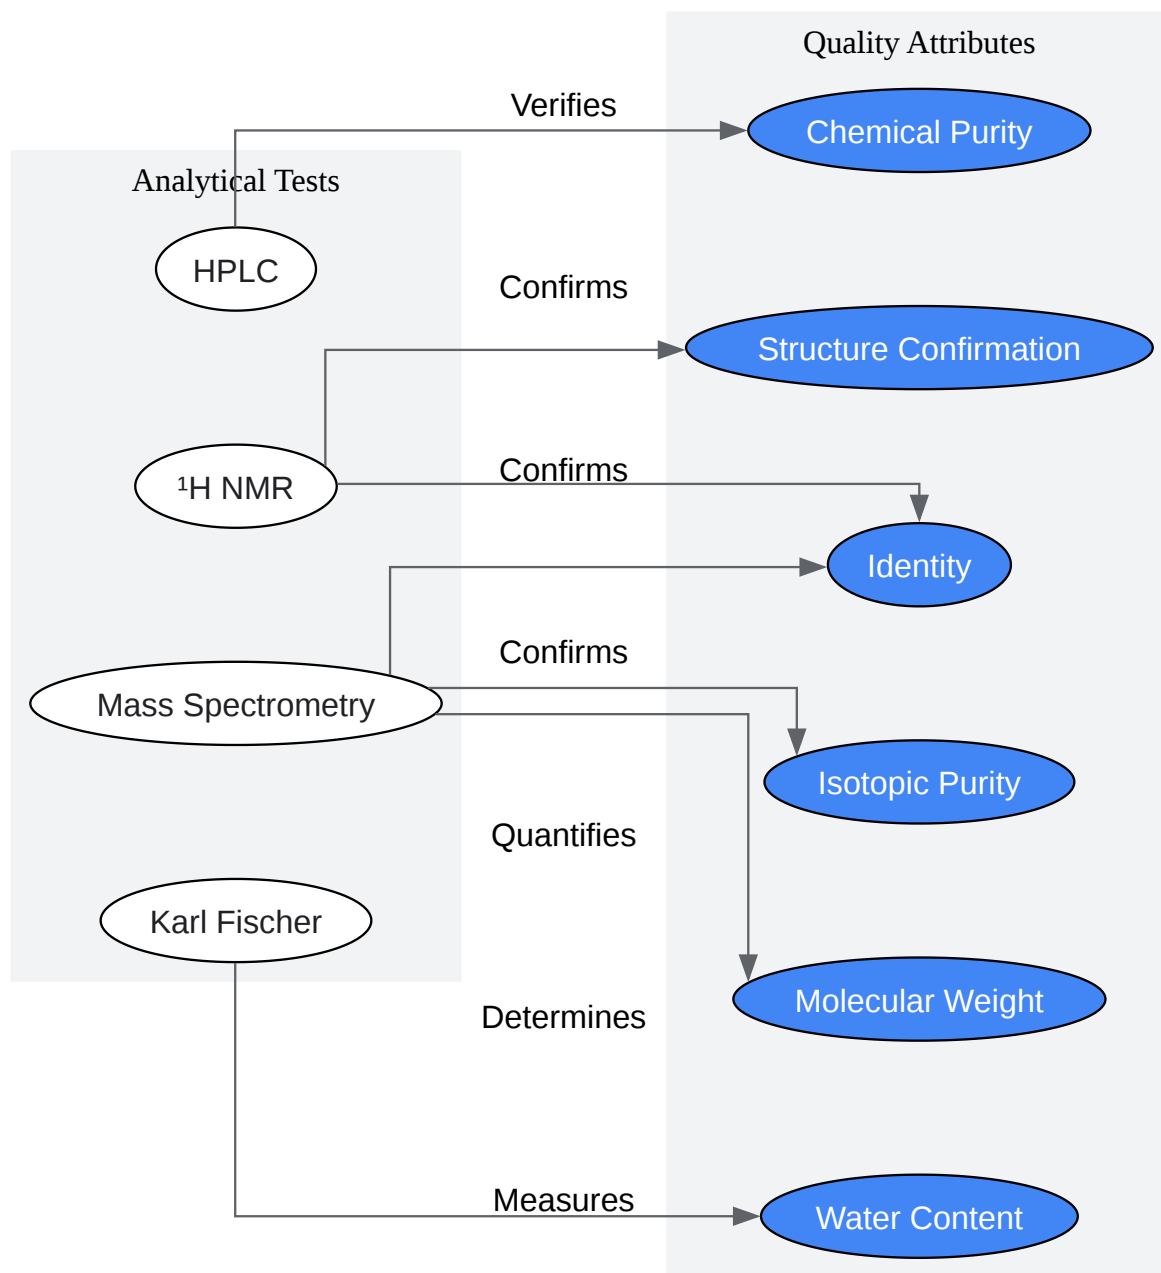 Quality Attributes
Verifies
Chemical Purity
Analytical Tests
HPLC
Confirms
Structure Confirmation
Confirms
¹H NMR
Identity
Confirms
Mass Spectrometry
Isotopic Purity
Quantifies
Karl Fischer
Molecular Weight
Determines
Measures
Water Content